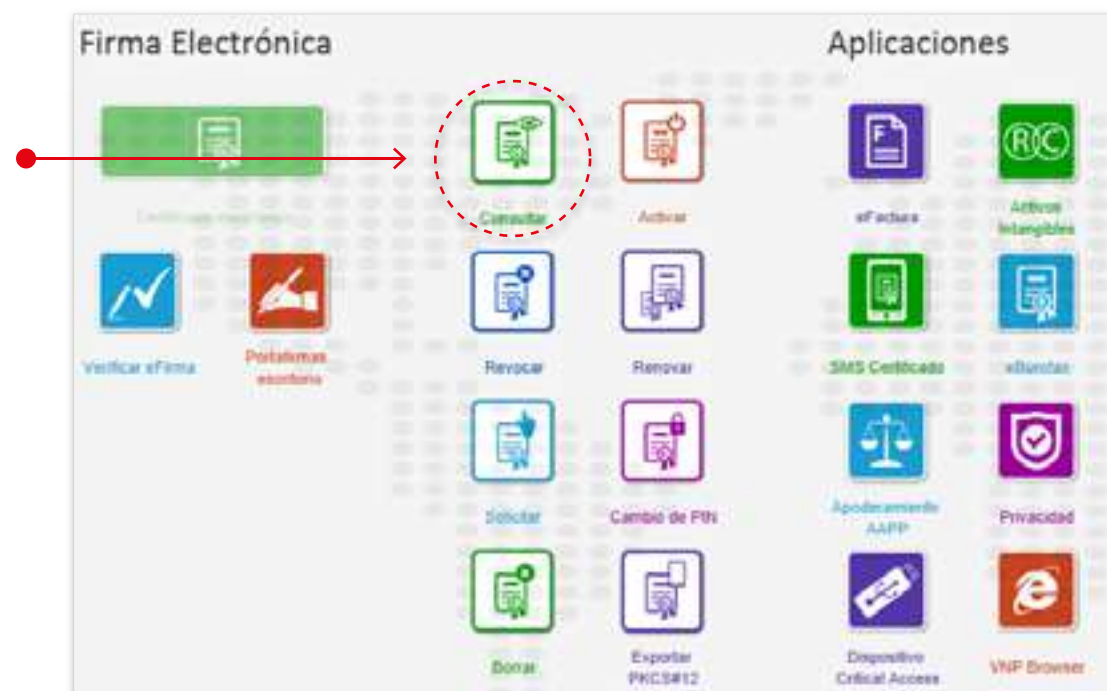 Firma Electrónica
Aplicaciones
Consultar
Activar
eFactura
Activos
Intangibles
Verificar eFirma
Portafirmas
escritorio
Revocar
Renovar
SMS Certificado
eBurofax
Solicitar
Cambio de PIN
Apoderamiento
AAPP
Privacidad
Borrar
Exportar
PKCS#12
Dispositivo
Critical Access
VNP Browser
F
R C